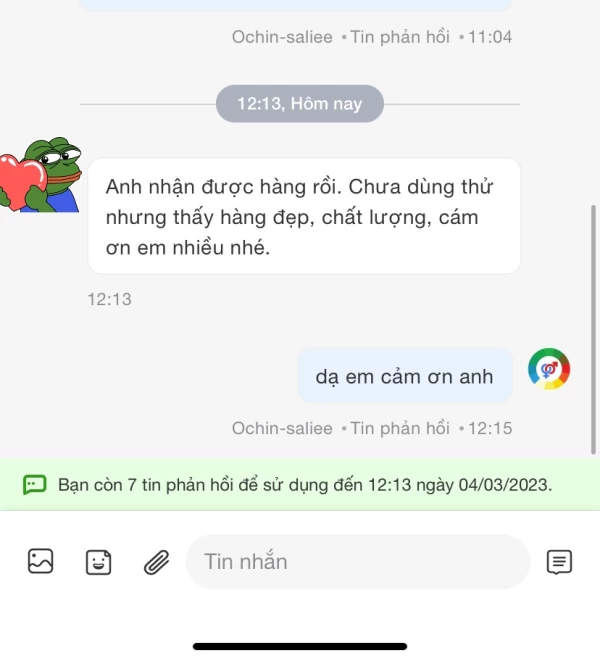 Ochin-saliee • Tin phản hồi • 11:04
12:13, Hôm nay
Anh nhận được hàng rồi. Chưa dùng thử
nhưng thấy hàng đẹp, chất lượng, cám
ơn em nhiều nhé.
12:13
dạ em cảm ơn anh
Ochin-saliee • Tin phản hồi • 12:15
Bạn còn 7 tin phản hồi để sử dụng đến 12:13 ngày 04/03/2023.
Tin nhắn